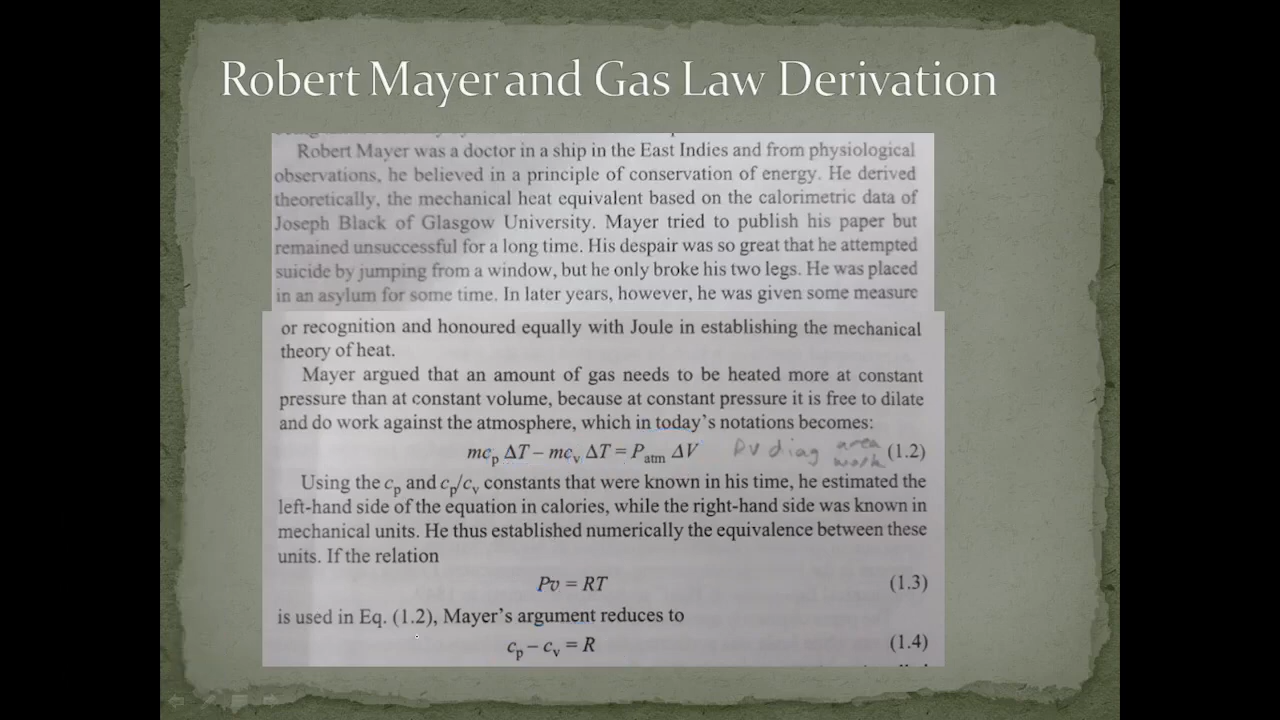 Robert Mayer and Gas Law Derivation
Robert Mayer was a doctor in a ship in the East Indies and from physiological
observations, he believed in a principle of conservation of energy. He derived
theoretically, the mechanical heat equivalent based on the calorimetric data of
Joseph Black of Glasgow University. Mayer tried to publish his paper but
remained unsuccessful for a long time. His despair was so great that he attempted
suicide by jumping from a window, but he only broke his two legs. He was placed
in an asylum for some time. In later years, however, he was given some measure
or recognition and honoured equally with Joule in establishing the mechanical
theory of heat.
Mayer argued that an amount of gas needs to be heated more at constant
pressure than at constant volume, because at constant pressure it is free to dilate
and do work against the atmosphere, which in today's notations becomes:
mcp ΔT – mcv ΔT = Patm ΔV PV diag area work (1.2)
Using the cp and cp/cv constants that were known in his time, he estimated the
left-hand side of the equation in calories, while the right-hand side was known in
mechanical units. He thus established numerically the equivalence between these
units. If the relation
Pv = RT (1.3)
is used in Eq. (1.2), Mayer's argument reduces to
cp – cv = R (1.4)